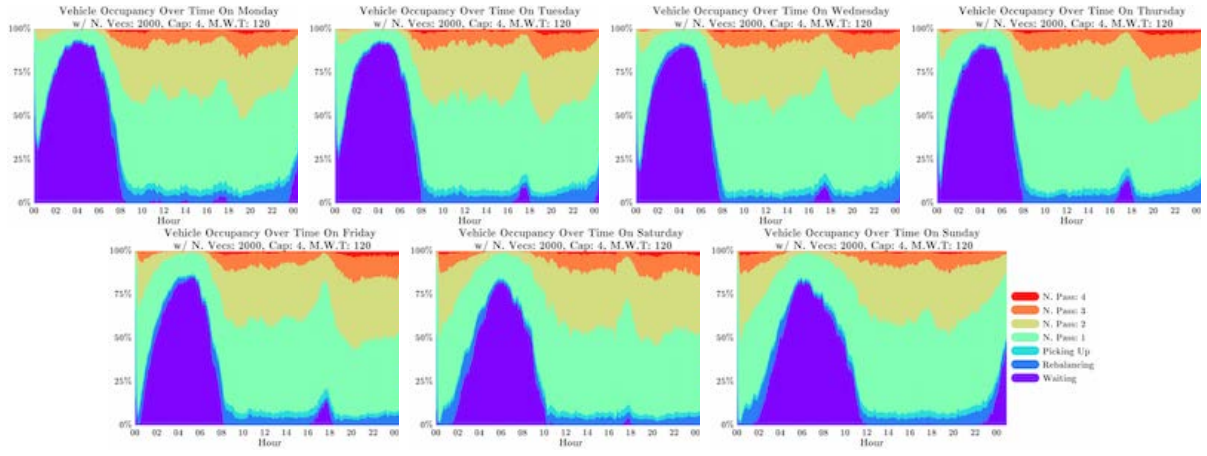 Vehicle Occupancy Over Time On Monday
w/ N. Vecs: 2000, Cap: 4, M.W.T: 120
100%
75%
50%
25%
0%
00 02 04 06 08 10 12 14 16 18 20 22 00
Hour
Vehicle Occupancy Over Time On Tuesday
w/ N. Vecs: 2000, Cap: 4, M.W.T: 120
100%
75%
50%
25%
0%
00 02 04 06 08 10 12 14 16 18 20 22 00
Hour
Vehicle Occupancy Over Time On Wednesday
w/ N. Vecs: 2000, Cap: 4, M.W.T: 120
100%
75%
50%
25%
0%
00 02 04 06 08 10 12 14 16 18 20 22 00
Hour
Vehicle Occupancy Over Time On Thursday
w/ N. Vecs: 2000, Cap: 4, M.W.T: 120
100%
75%
50%
25%
0%
00 02 04 06 08 10 12 14 16 18 20 22 00
Hour
Vehicle Occupancy Over Time On Friday
w/ N. Vecs: 2000, Cap: 4, M.W.T: 120
100%
75%
50%
25%
0%
00 02 04 06 08 10 12 14 16 18 20 22 00
Hour
Vehicle Occupancy Over Time On Saturday
w/ N. Vecs: 2000, Cap: 4, M.W.T: 120
100%
75%
50%
25%
0%
00 02 04 06 08 10 12 14 16 18 20 22 00
Hour
Vehicle Occupancy Over Time On Sunday
w/ N. Vecs: 2000, Cap: 4, M.W.T: 120
100%
75%
50%
25%
0%
00 02 04 06 08 10 12 14 16 18 20 22 00
Hour
N. Pass: 4
N. Pass: 3
N. Pass: 2
N. Pass: 1
Picking Up
Rebalancing
Waiting